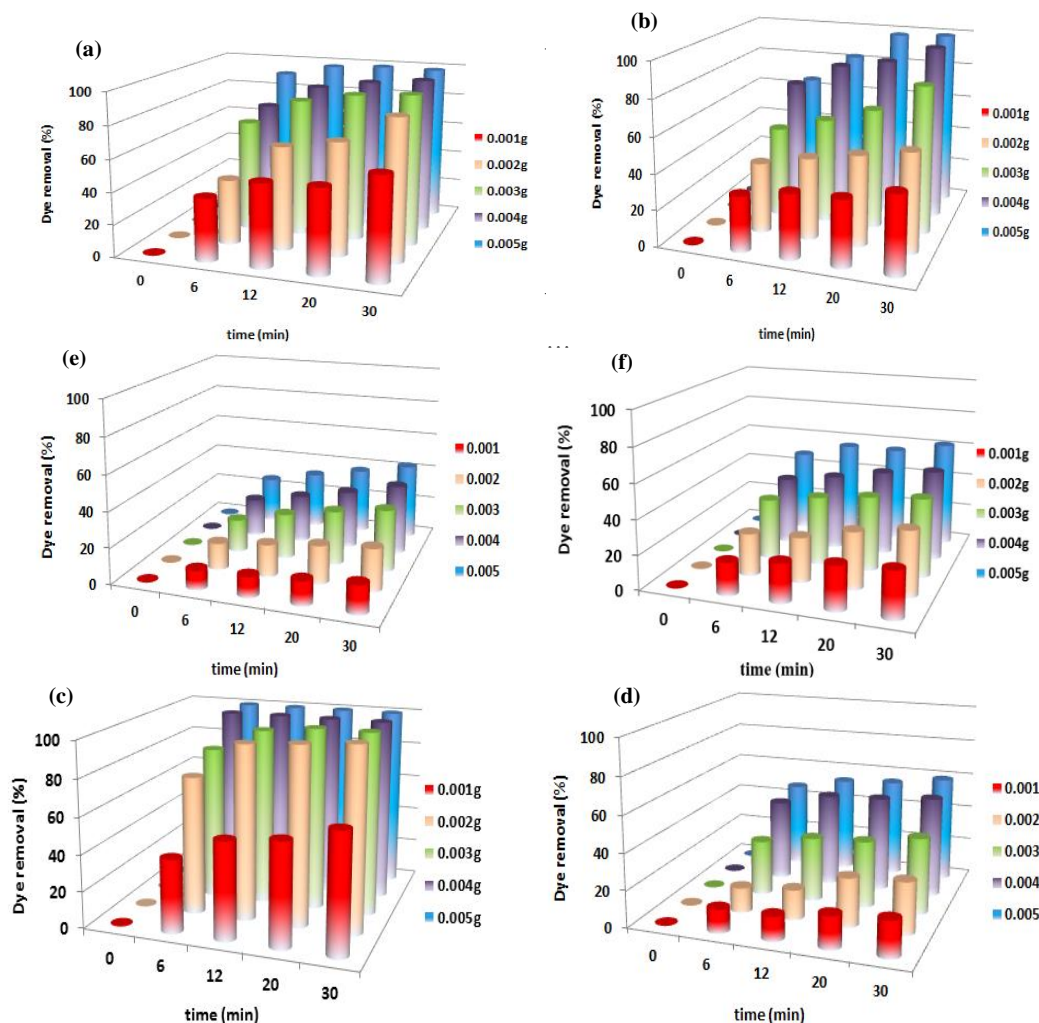 (a)
Dye removal (%)
100
80
60
40
20
0
0
6
12
20
30
time (min)
0.001g
0.002g
0.003g
0.004g
0.005g
(b)
Dye removal (%)
100
80
60
40
20
0
0
6
12
20
30
time (min)
0.001g
0.002g
0.003g
0.004g
0.005g
(e)
Dye removal (%)
100
80
60
40
20
0
0
6
12
20
30
time (min)
0.001
0.002
0.003
0.004
0.005
(f)
Dye removal (%)
100
80
60
40
20
0
0
6
12
20
30
time (min)
0.001g
0.002g
0.003g
0.004g
0.005g
(c)
Dye removal (%)
100
80
60
40
20
0
0
6
12
20
30
time (min)
0.001g
0.002g
0.003g
0.004g
0.005g
(d)
Dye removal (%)
100
80
60
40
20
0
0
6
12
20
30
time (min)
0.001
0.002
0.003
0.004
0.005